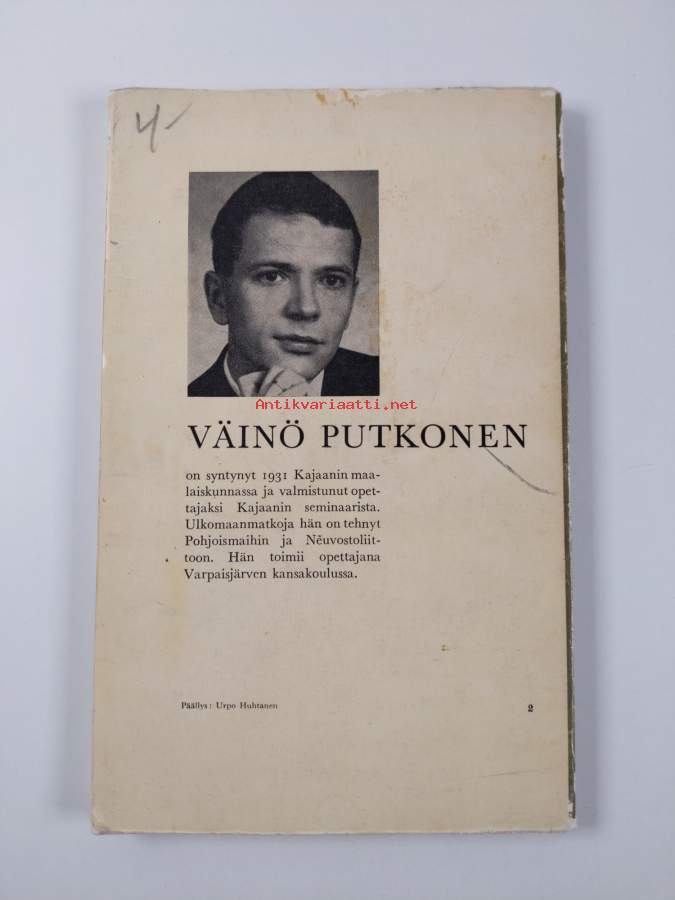 4-
Antikvariaatti.net
VÄINÖ PUTKONEN
on syntynyt 1931 Kajaanin maa-
laiskunnassa ja valmistunut opet-
tajaksi Kajaanin seminaarista.
Ulkomaanmatkoja hän on tehnyt
Pohjoismaihin ja Neuvostoliit-
toon. Hän toimii opettajana
Varpaisjärven kansakoulussa.
Päällys: Urpo Huhtanen
2